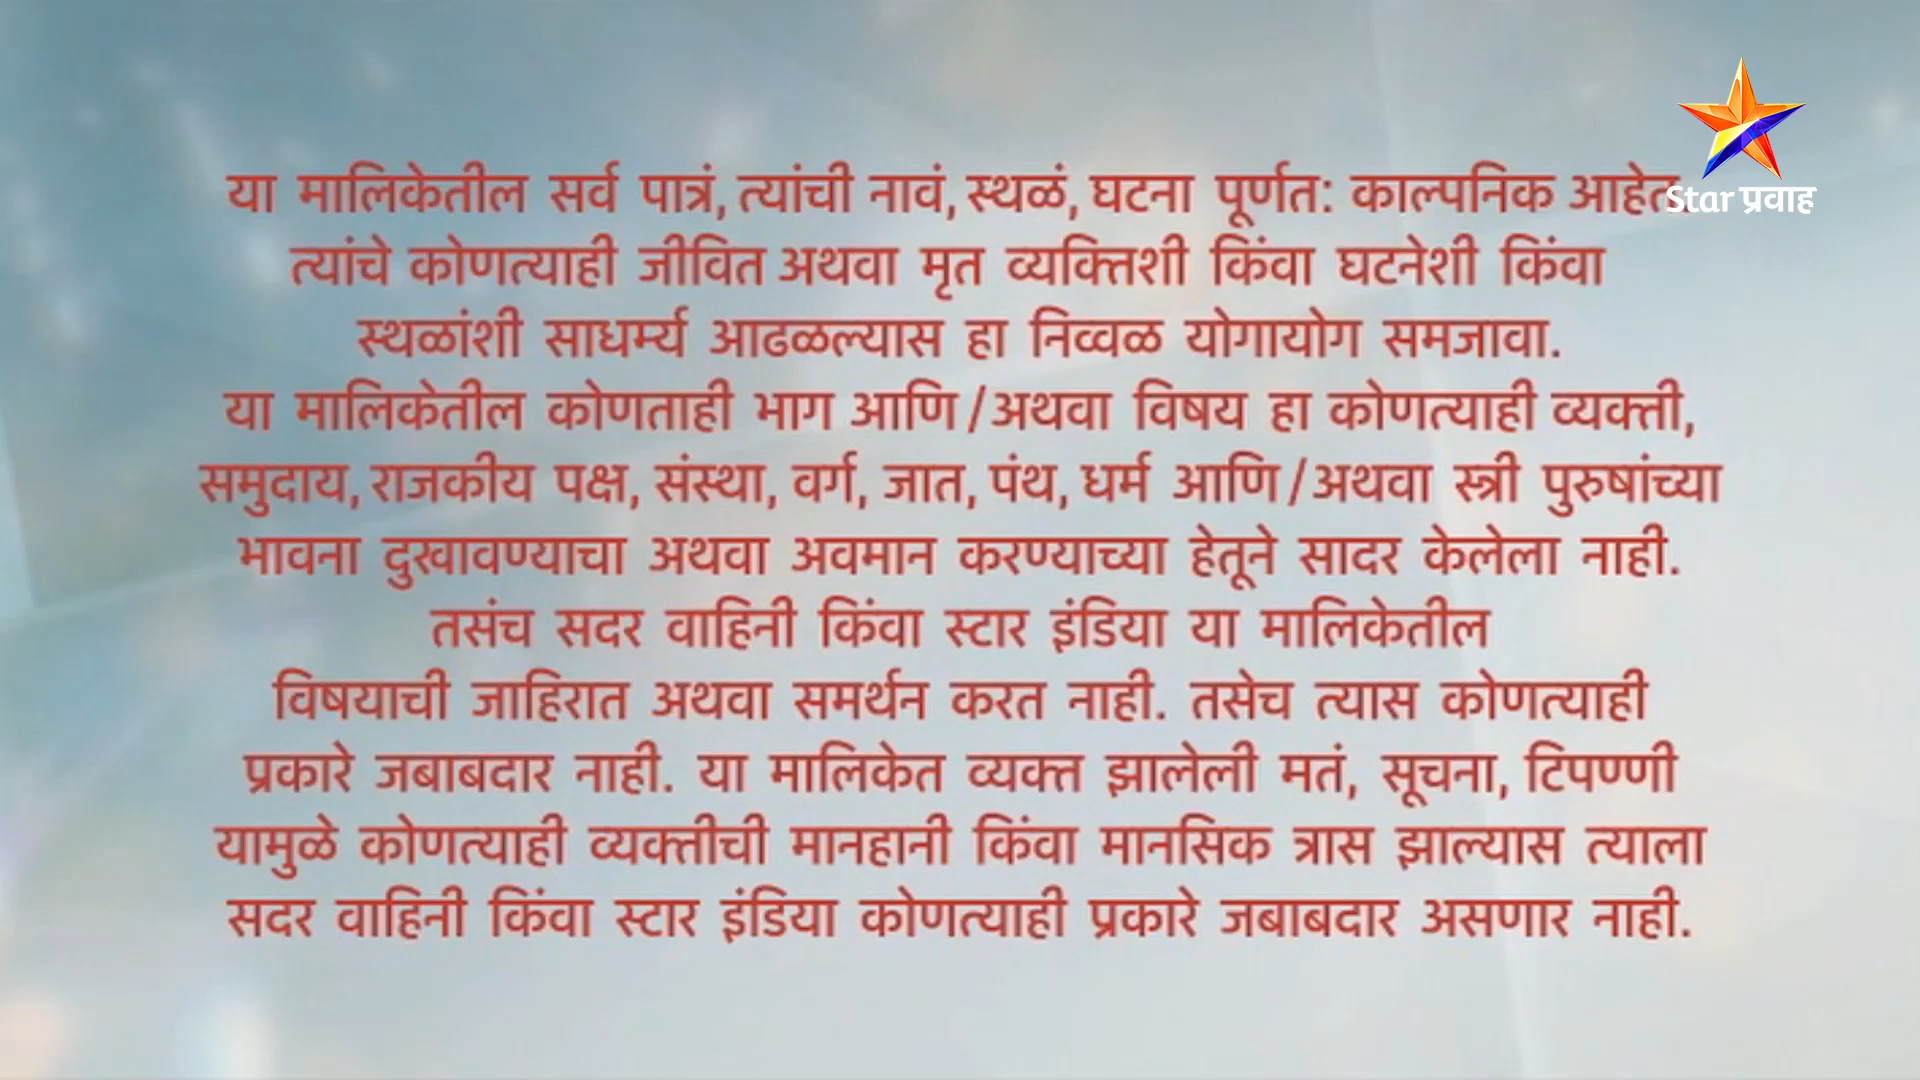 या मालिकेतील सर्व पात्रं, त्यांची नावं, स्थळं, घटना पूर्णत: काल्पनिक आहेत.
Star प्रवाह
त्यांचे कोणत्याही जीवित अथवा मृत व्यक्तिशी किंवा घटनेशी किंवा
स्थळांशी साधर्म्य आढळल्यास हा निव्वळ योगायोग समजावा.
या मालिकेतील कोणताही भाग आणि/अथवा विषय हा कोणत्याही व्यक्ती,
समुदाय, राजकीय पक्ष, संस्था, वर्ग, जात, पंथ, धर्म आणि/अथवा स्त्री पुरुषांच्या
भावना दुखावण्याचा अथवा अवमान करण्याच्या हेतूने सादर केलेला नाही.
तसंच सदर वाहिनी किंवा स्टार इंडिया या मालिकेतील
विषयाची जाहिरात अथवा समर्थन करत नाही. तसेच त्यास कोणत्याही
प्रकारे जबाबदार नाही. या मालिकेत व्यक्त झालेली मतं, सूचना, टिपण्णी
यामुळे कोणत्याही व्यक्तीची मानहानी किंवा मानसिक त्रास झाल्यास त्याला
सदर वाहिनी किंवा स्टार इंडिया कोणत्याही प्रकारे जबाबदार असणार नाही.